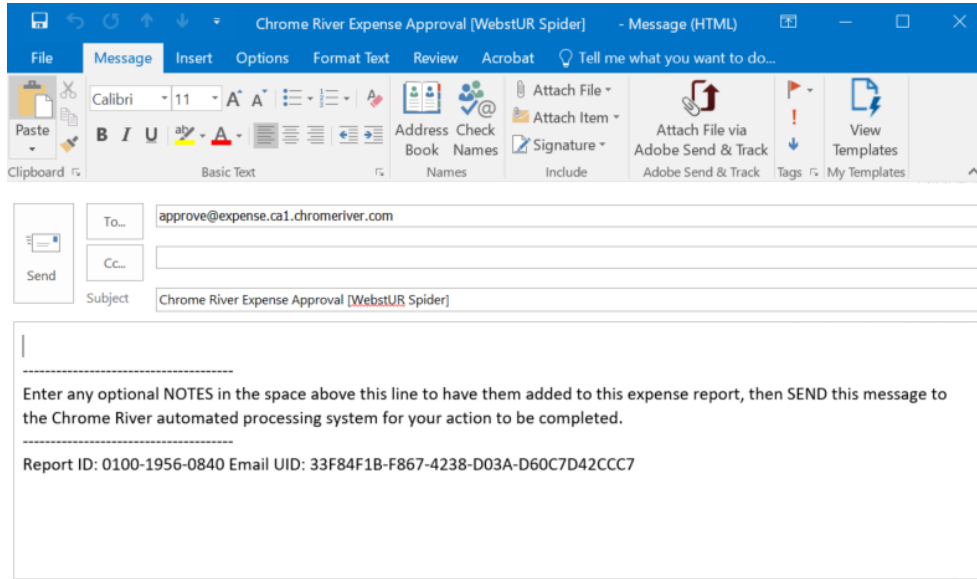 Chrome River Expense Approval [WebstUR Spider] - Message (HTML)
File Message Insert Options Format Text Review Acrobat Tell me what you want to do...
Paste
Clipboard
Calibri 11
B I U
Basic Text
Address Book
Check Names
Names
Attach File
Attach Item
Signature
Include
Attach File via
Adobe Send & Track
Adobe Send & Track
Tags
View
Templates
My Templates
Send
To... approve@expense.ca1.chromeriver.com
Cc...
Subject Chrome River Expense Approval [WebstUR Spider]
--------------------------------------
Enter any optional NOTES in the space above this line to have them added to this expense report, then SEND this message to
the Chrome River automated processing system for your action to be completed.
--------------------------------------
Report ID: 0100-1956-0840 Email UID: 33F84F1B-F867-4238-D03A-D60C7D42CCC7